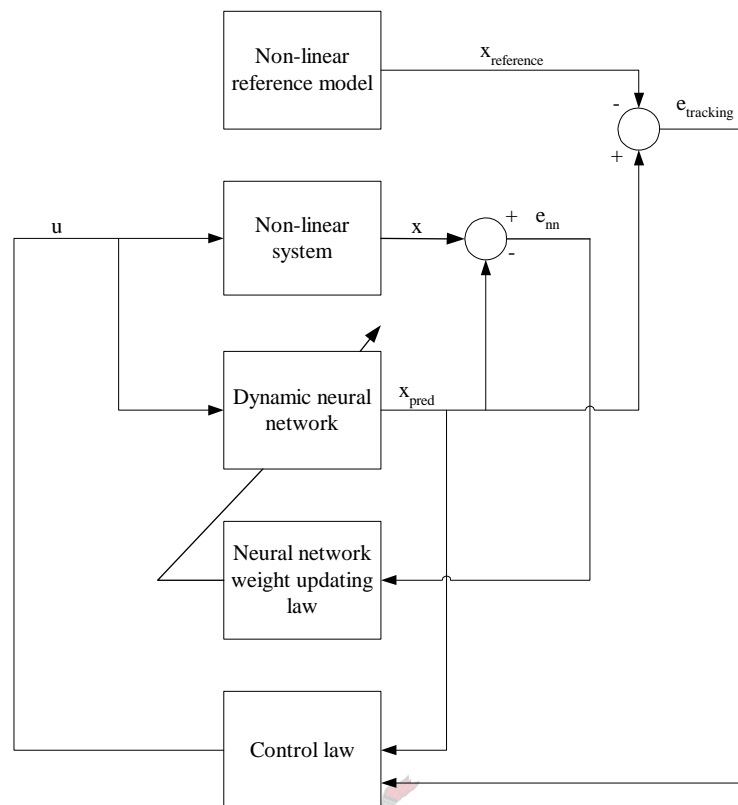 Non-linear
reference model
x_reference
-
+
e_tracking
u
Non-linear
system
x
+
-
e_nn
Dynamic neural
network
x_pred
Neural network
weight updating
law
Control law